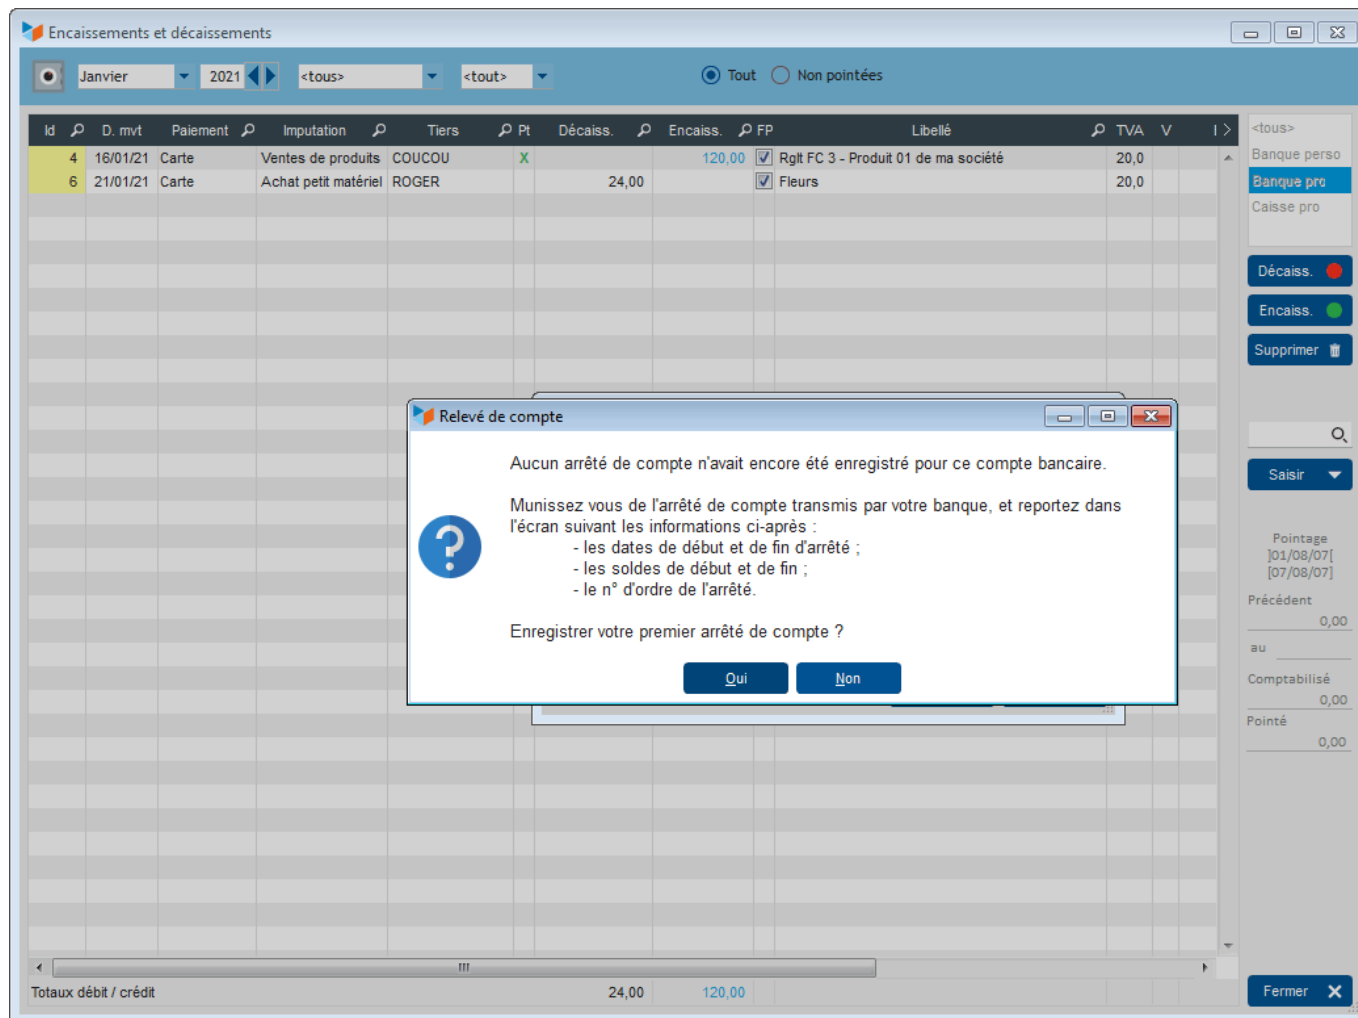 Encaissements et décaissements
Janvier 2021 <tous> <tout> Tout Non pointées
Id D. mvt Paiement Imputation Tiers Pt Décaiss. Encaiss. FP Libellé TVA V I
4 16/01/21 Carte Ventes de produits COUCOU X 120,00 Rglt FC 3 - Produit 01 de ma société 20,0
6 21/01/21 Carte Achat petit matériel ROGER 24,00 Fleurs 20,0
<tous>
Banque perso
Banque pro
Caisse pro
Décaiss.
Encaiss.
Supprimer
Saisir
Pointage
]01/08/07[
[07/08/07]
Précédent
0,00
au
Comptabilisé
0,00
Pointé
0,00
Relevé de compte
Aucun arrêté de compte n'avait encore été enregistré pour ce compte bancaire.
Munissez vous de l'arrêté de compte transmis par votre banque, et reportez dans
l'écran suivant les informations ci-après :
- les dates de début et de fin d'arrêté ;
- les soldes de début et de fin ;
- le n° d'ordre de l'arrêté.
Enregistrer votre premier arrêté de compte ?
Oui Non
Totaux débit / crédit 24,00 120,00
Fermer